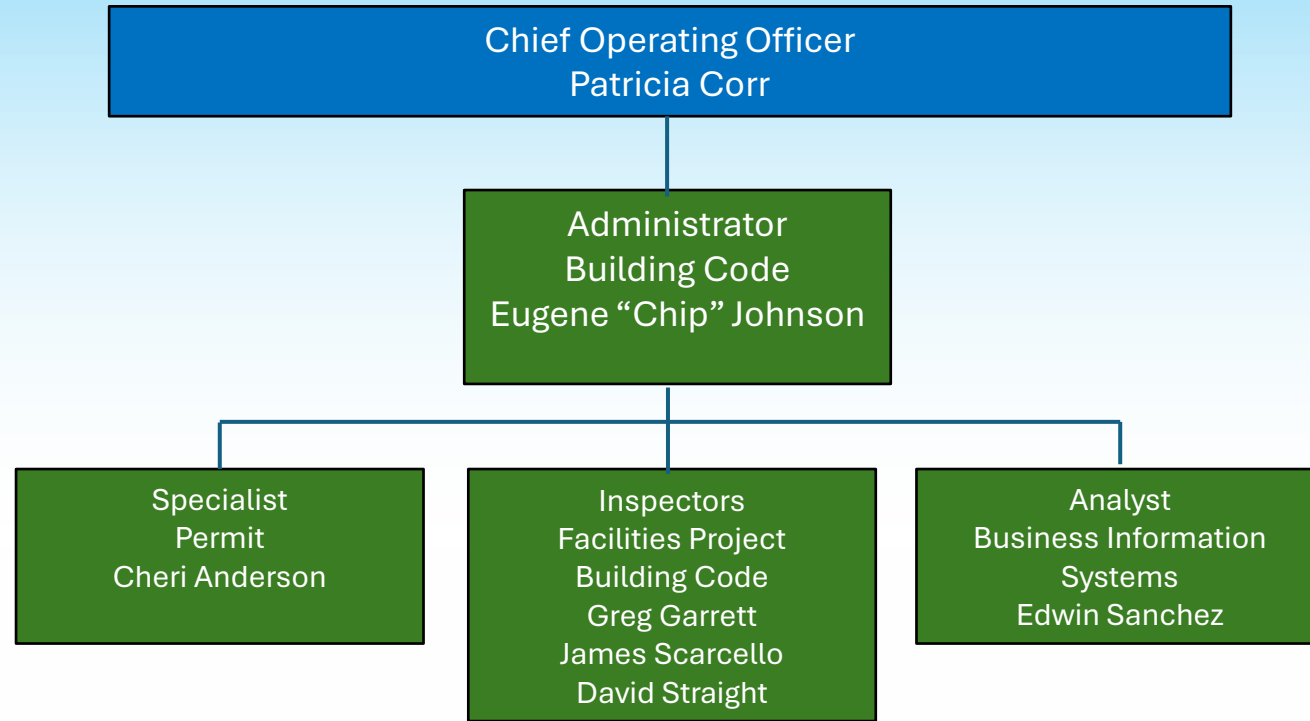 Chief Operating Officer
Patricia Corr
Administrator
Building Code
Eugene “Chip” Johnson
Specialist
Permit
Cheri Anderson
Inspectors
Facilities Project
Building Code
Greg Garrett
James Scarcello
David Straight
Analyst
Business Information
Systems
Edwin Sanchez